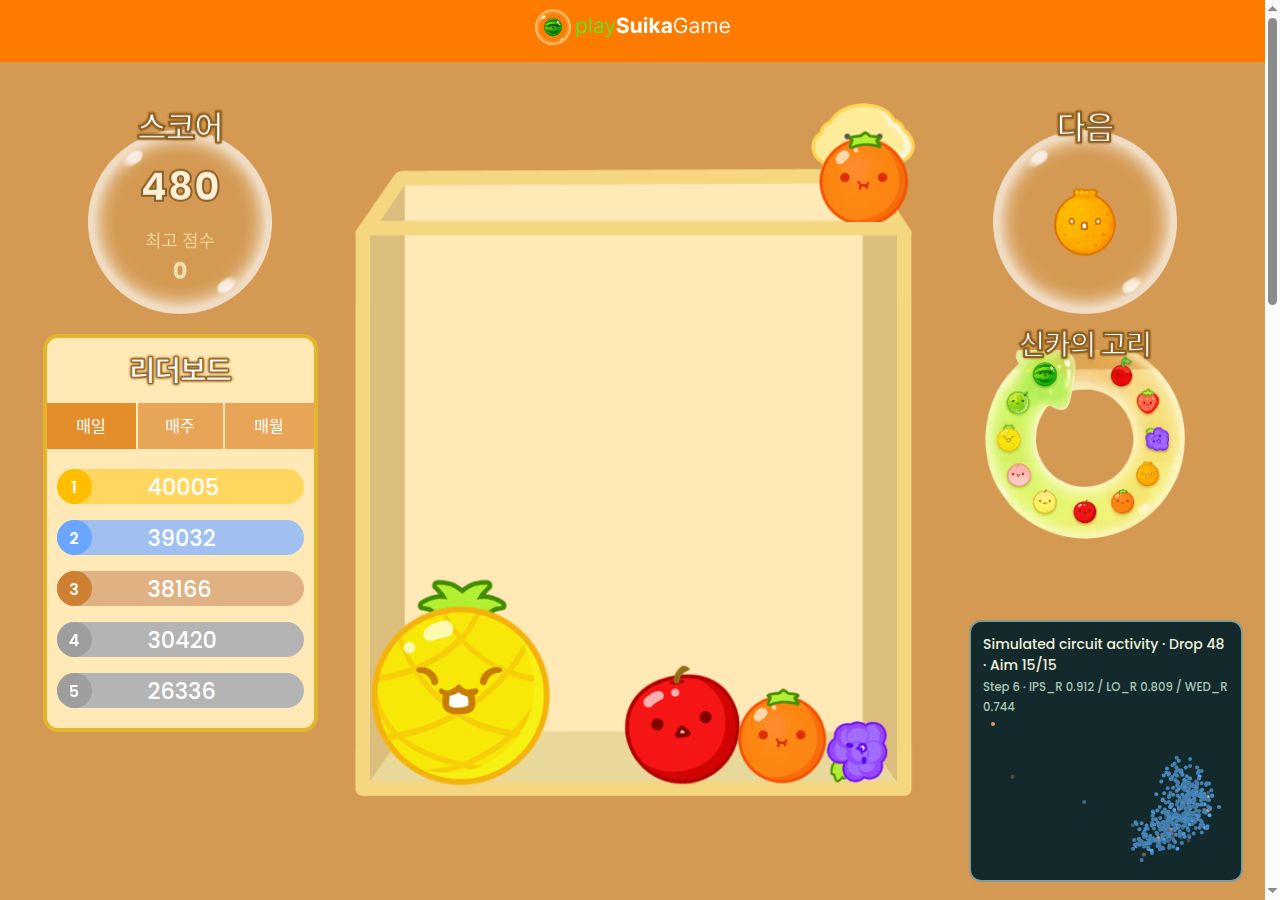 playSuikaGame
스코어
480
최고 점수
0
리더보드
매일 매주 매월
1 40005
2 39032
3 38166
4 30420
5 26336
다음
신카의 고리
Simulated circuit activity · Drop 48
· Aim 15/15
Step 6 · IPS_R 0.912 / LO_R 0.809 / WED_R
0.744